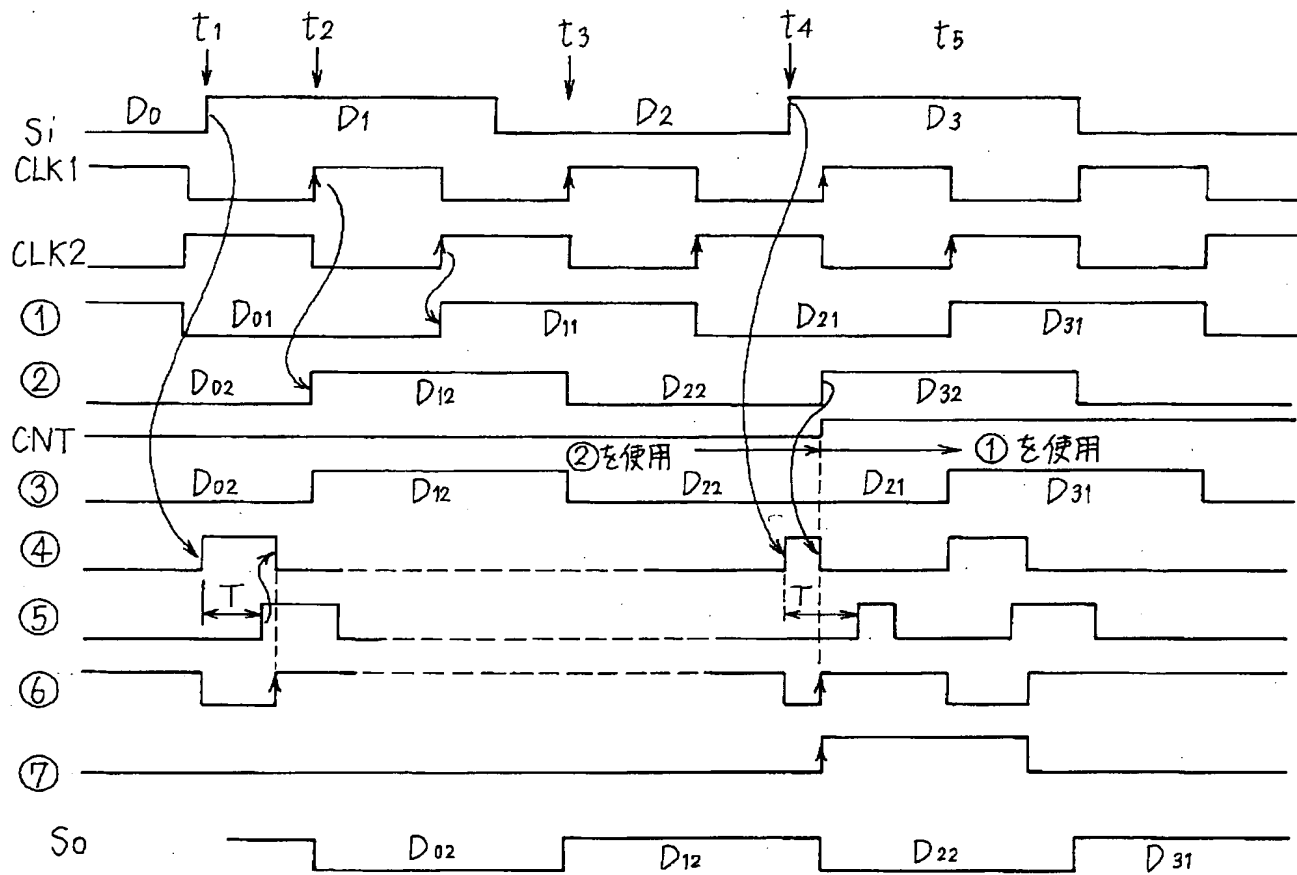 t1 t2 t3 t4 t5
Si D0 D1 D2 D3
CLK1
CLK2
① D01 D11 D21 D31
② D02 D12 D22 D32
CNT
②を使用 ①を使用
③ D02 D12 D22 D21 D31
④
T T
⑤
⑥
⑦
So D02 D12 D22 D31